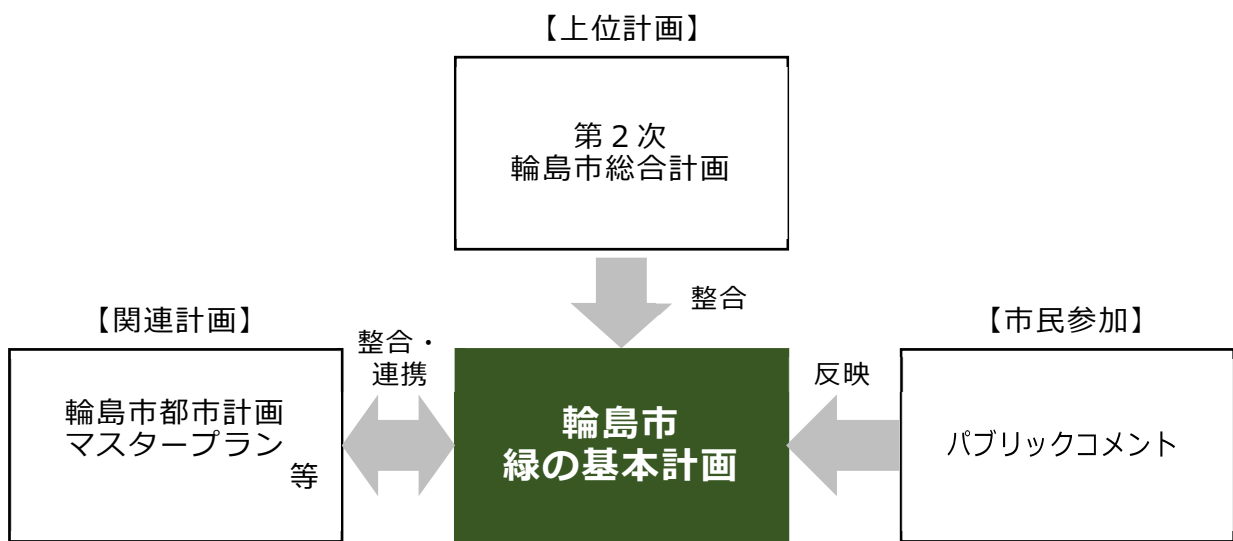 【上位計画】
第２次
輪島市総合計画
整合
【関連計画】
輪島市都市計画
マスタープラン
等
整合・
連携
輪島市
緑の基本計画
反映
【市民参加】
パブリックコメント